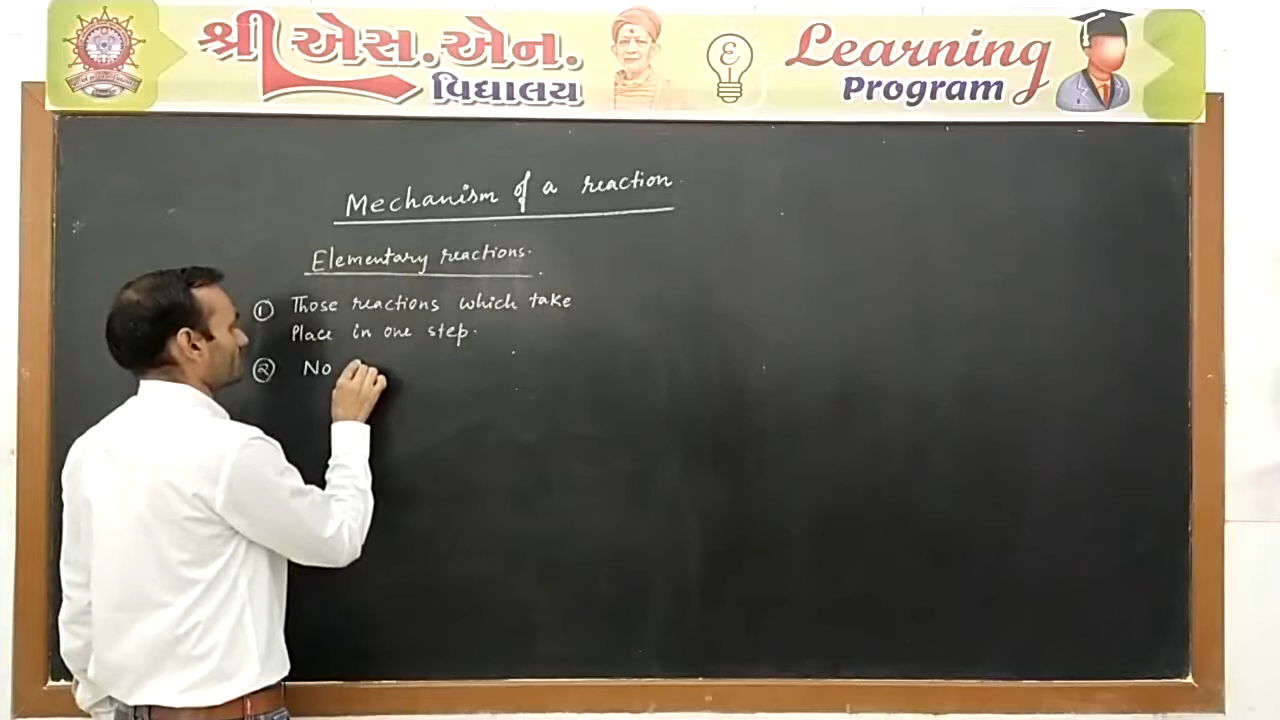 શ્રી એસ.એન.
વિદ્યાલય
ε
Learning
Program
Mechanism of a reaction
Elementary reactions.
① Those reactions which take
Place in one step.
② No